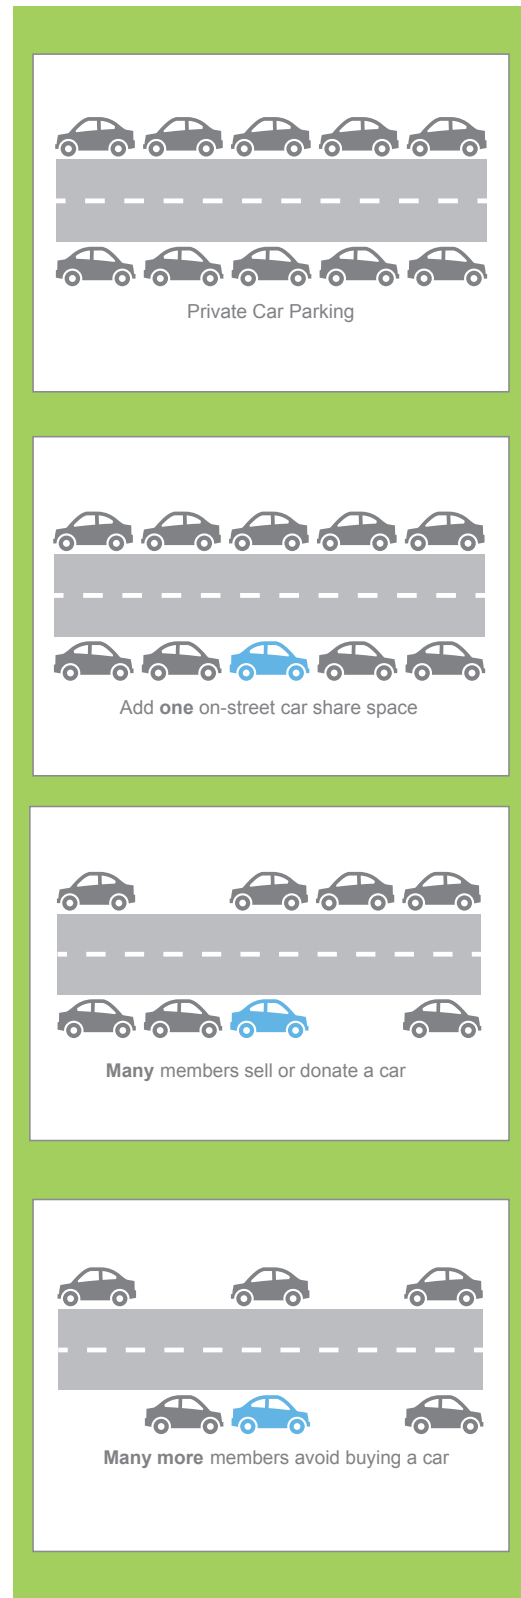 Private Car Parking
Add one on-street car share space
Many members sell or donate a car
Many more members avoid buying a car